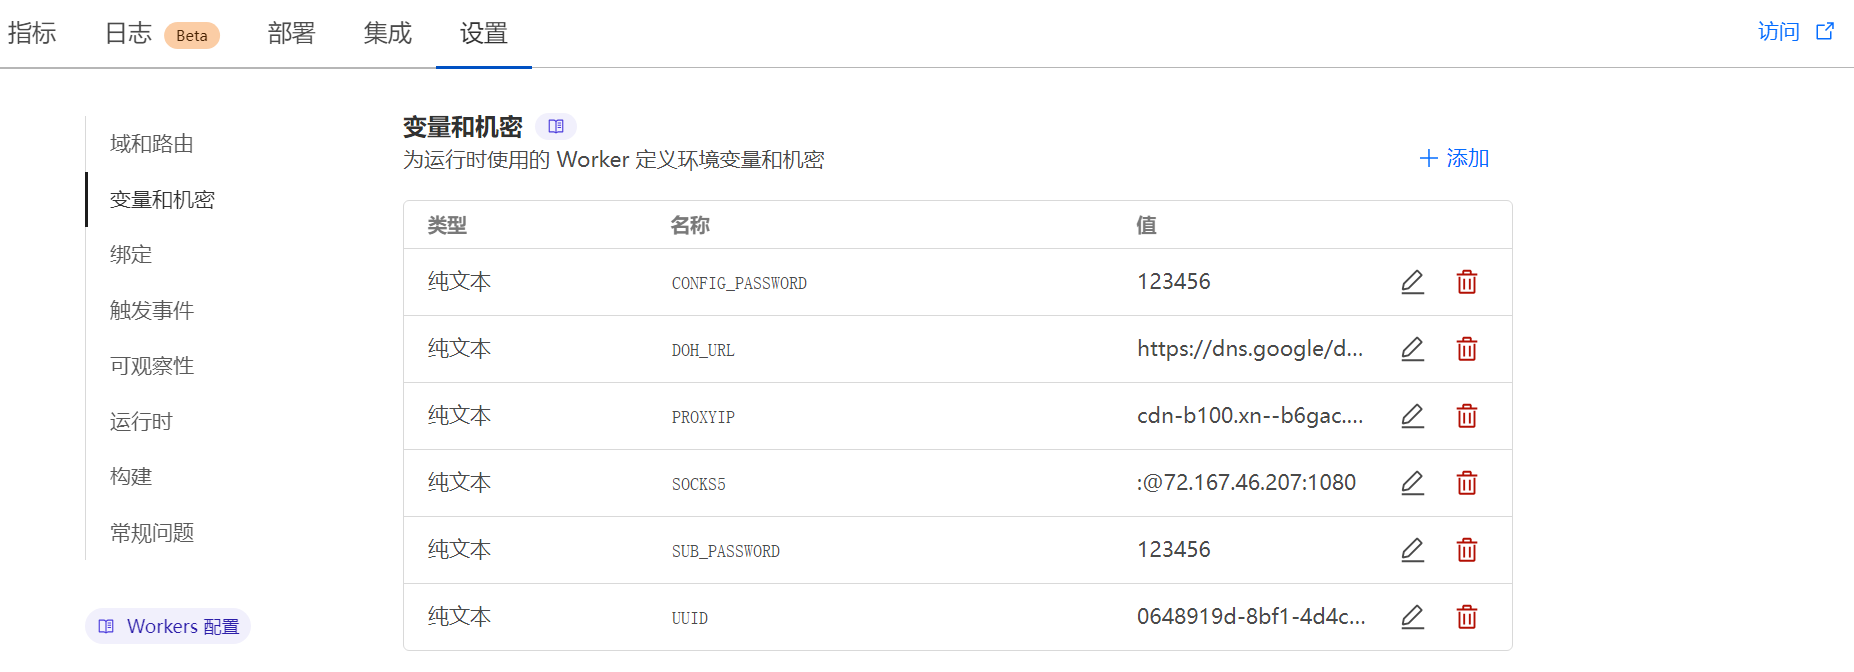 指标 日志 Beta 部署 集成 设置 访问
域和路由
变量和机密
绑定
触发事件
可观察性
运行时
构建
常规问题
Workers 配置
变量和机密
为运行时使用的 Worker 定义环境变量和机密
添加
类型 名称 值
纯文本 CONFIG_PASSWORD 123456
纯文本 DOH_URL https://dns.google/d...
纯文本 PROXYIP cdn-b100.xn--b6gac....
纯文本 SOCKS5 :@72.167.46.207:1080
纯文本 SUB_PASSWORD 123456
纯文本 UUID 0648919d-8bf1-4d4c...